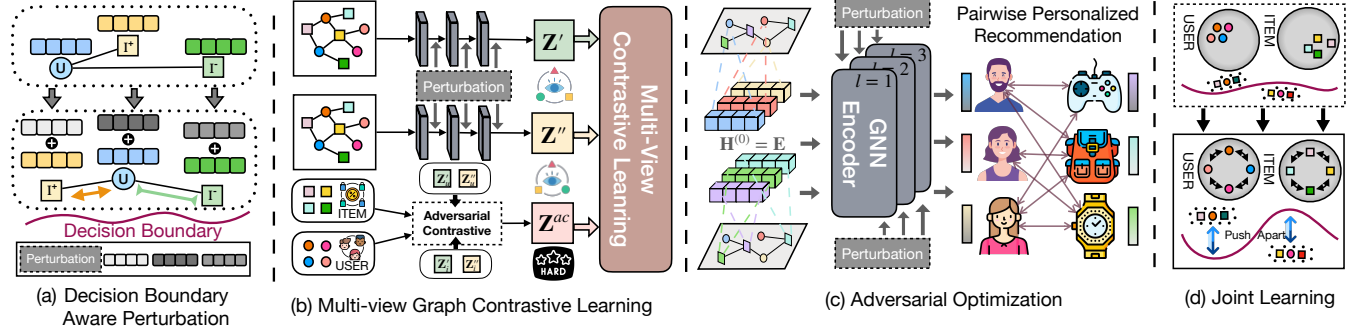 I⁺
U
I⁻
I⁺
U
I⁻
Decision Boundary
Perturbation
(a) Decision Boundary
Aware Perturbation
Perturbation
Z'
Z''
Z^{ac}
HARD
ITEM
USER
Adversarial
Contrastive
Multi-View
Contrastive Leanring
(b) Multi-view Graph Contrastive Learning
Perturbation
l = 3
l = 2
l = 1
GNN
Encoder
H⁽⁰⁾ = E
Perturbation
Pairwise Personalized
Recommendation
(c) Adversarial Optimization
USER
ITEM
USER
ITEM
Push Apart
(d) Joint Learning